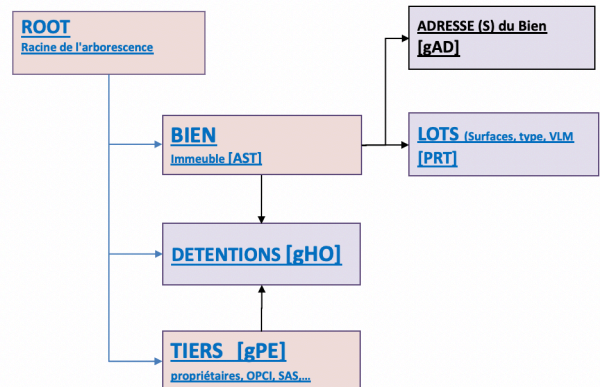 ROOT
Racine de l'arborescence
ADRESSE (S) du Bien
[gAD]
BIEN
Immeuble [AST]
LOTS (Surfaces, type, VLM
[PRT]
DETENTIONS [gHO]
TIERS [gPE]
propriétaires, OPCI, SAS,...